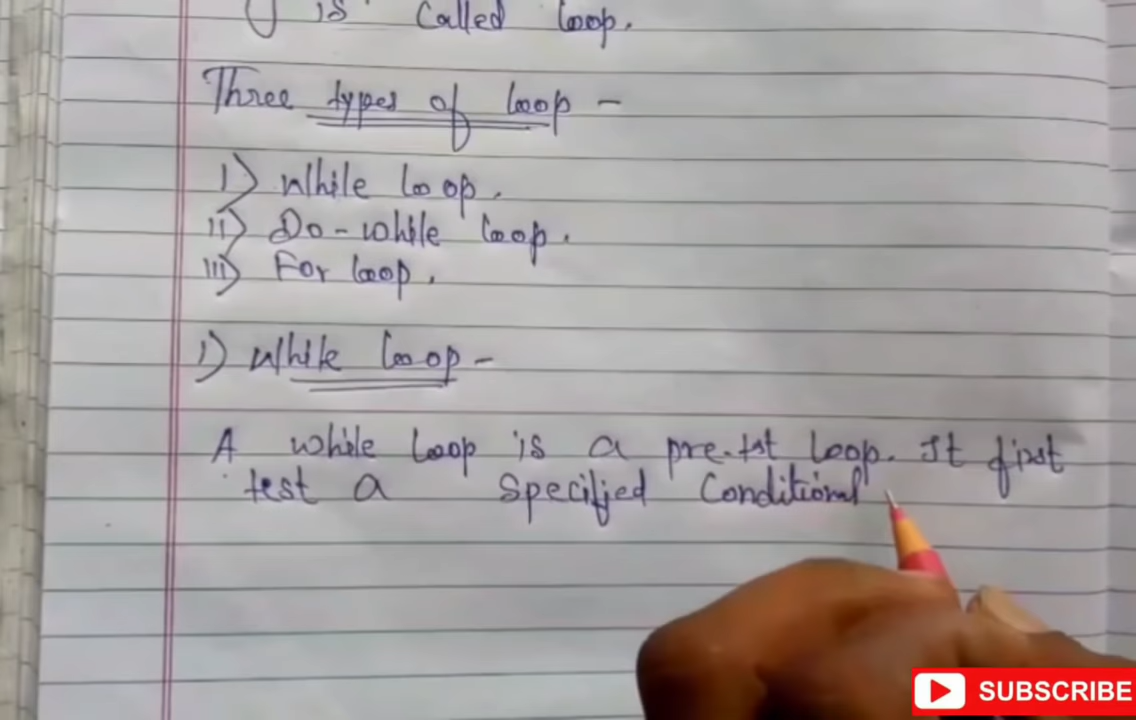 is called loop.
Three types of loop -
I) While loop.
II) Do-while loop.
III) For loop.
I) While loop -
A while loop is a pre-tst loop. It first
test a specified conditional
SUBSCRIBE